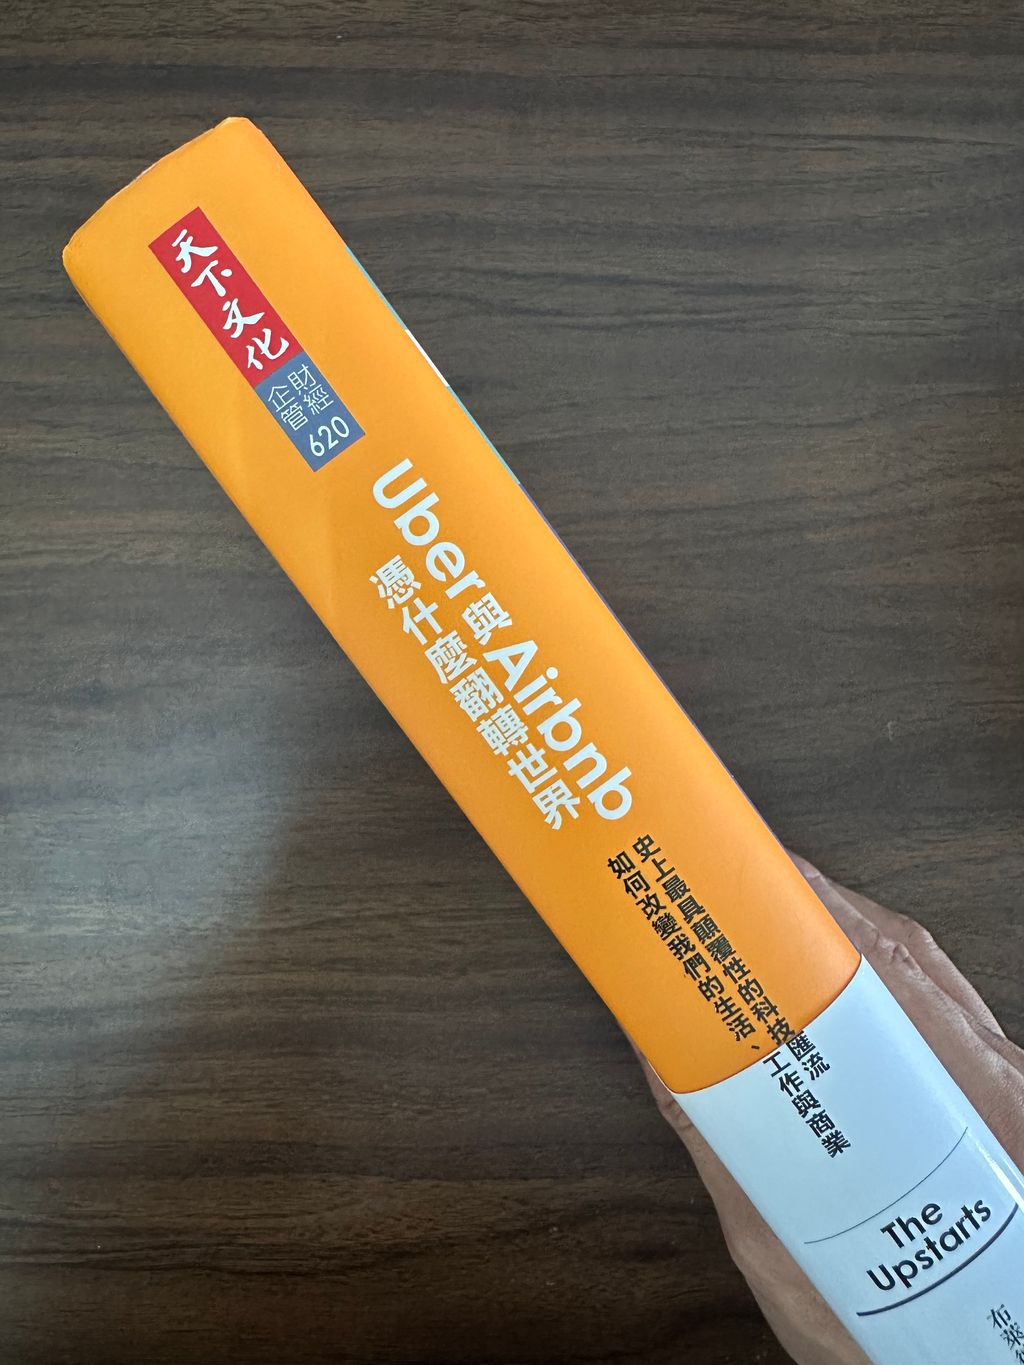 天下文化
財經
企管
620
Uber與Airbnb
憑什麼翻轉世界
史上最具顛覆性的科技匯流
如何改變我們的生活、工作與商業
The
Upstarts
布萊